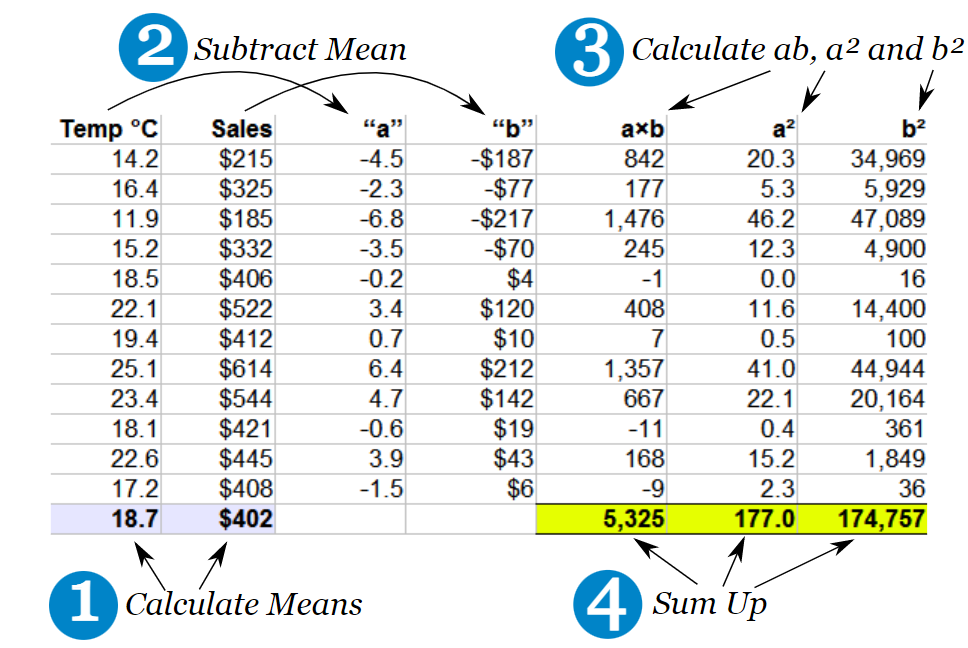 2 Subtract Mean 3 Calculate ab, a² and b²
Temp °C Sales “a” “b” a×b a² b²
14.2 $215 -4.5 -$187 842 20.3 34,969
16.4 $325 -2.3 -$77 177 5.3 5,929
11.9 $185 -6.8 -$217 1,476 46.2 47,089
15.2 $332 -3.5 -$70 245 12.3 4,900
18.5 $406 -0.2 $4 -1 0.0 16
22.1 $522 3.4 $120 408 11.6 14,400
19.4 $412 0.7 $10 7 0.5 100
25.1 $614 6.4 $212 1,357 41.0 44,944
23.4 $544 4.7 $142 667 22.1 20,164
18.1 $421 -0.6 $19 -11 0.4 361
22.6 $445 3.9 $43 168 15.2 1,849
17.2 $408 -1.5 $6 -9 2.3 36
18.7 $402 5,325 177.0 174,757
1 Calculate Means 4 Sum Up